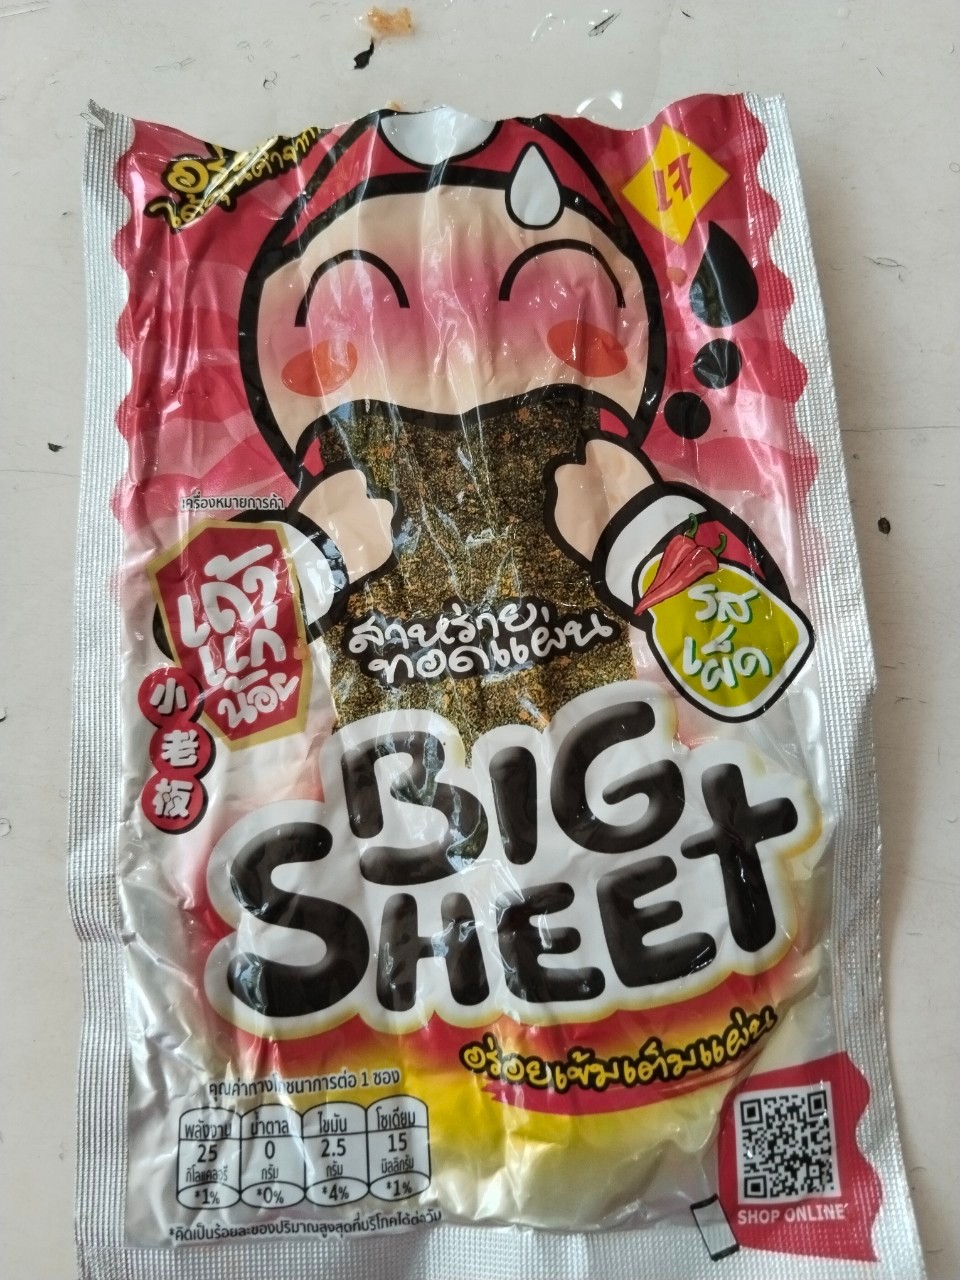 เจ
เครื่องหมายการค้า
เถ้า
แก่
น้อย
小
老
板
สาหร่าย
ทอดแผ่น
รส
เผ็ด
BIG
SHEET
อร่อยเข้มเต็มแผ่น
คุณค่าทางโภชนาการต่อ 1 ซอง
พลังงาน น้ำตาล ไขมัน โซเดียม
25 0 2.5 15
กิโลแคลอรี กรัม กรัม มิลลิกรัม
*1% *0% *4% *1%
*คิดเป็นร้อยละของปริมาณสูงสุดที่บริโภคได้ต่อวัน
SHOP ONLINE